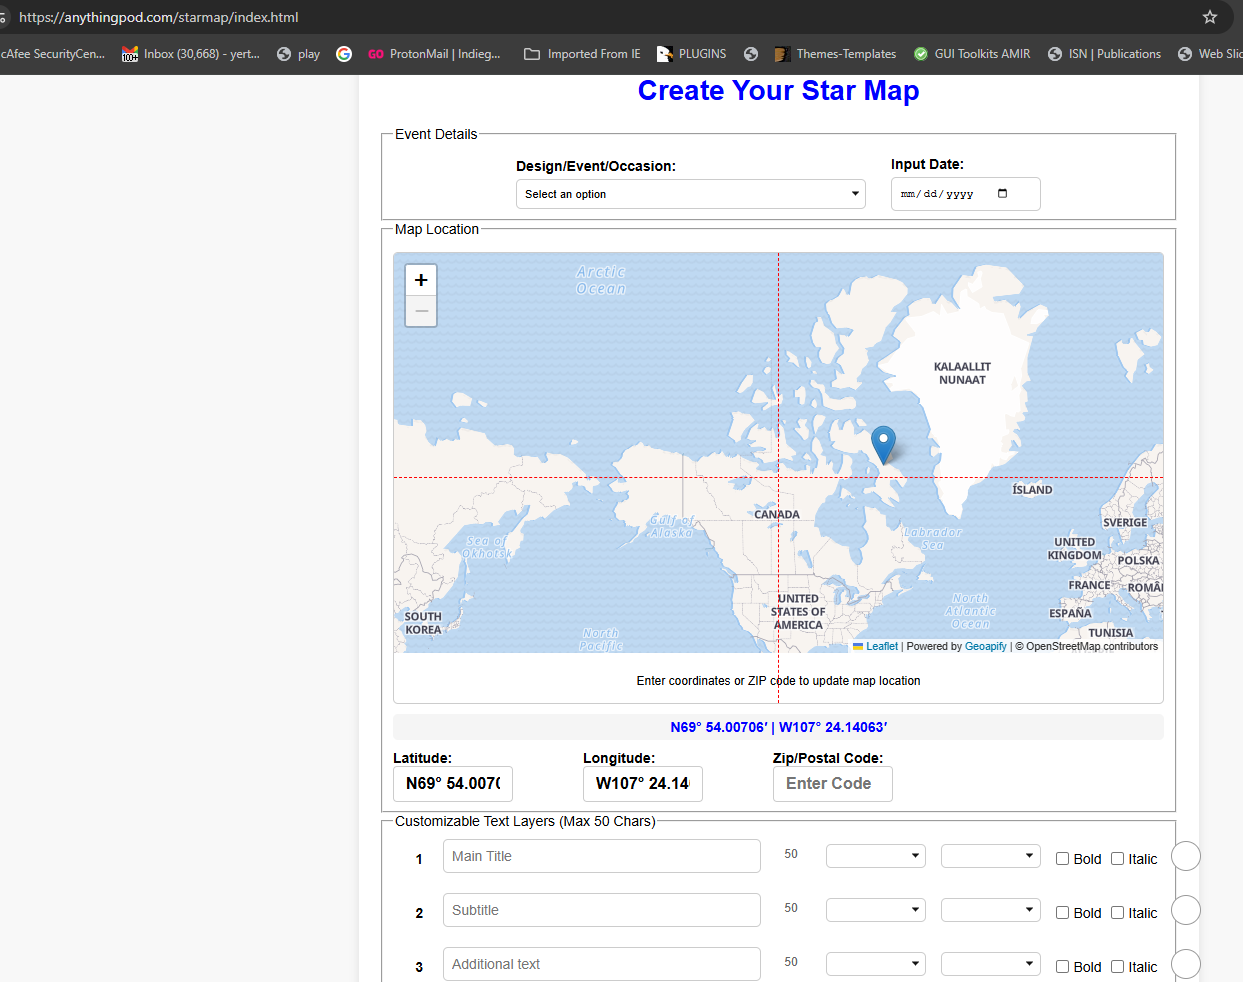 https://anythingpod.com/starmap/index.html
cAfee SecurityCen... Inbox (30,668) - yert... play GO ProtonMail | Indieg... Imported From IE PLUGINS Themes-Templates GUI Toolkits AMIR ISN | Publications Web Slic
Create Your Star Map
Event Details
Design/Event/Occasion:
Input Date:
Select an option
mm/dd/yyyy
Map Location
+
−
Arctic
Ocean
KALAALLIT
NUNAAT
ÍSLAND
CANADA
Gulf of
Alaska
Labrador
Sea
SVERIGE
Sea of
Okhotsk
UNITED
KINGDOM
POLSKA
FRANCE
ROMÂ
UNITED
STATES OF
AMERICA
North
Atlantic
Ocean
ESPAÑA
SOUTH
KOREA
North
Pacific
TUNISIA
Leaflet | Powered by Geoapify | © OpenStreetMap contributors
Enter coordinates or ZIP code to update map location
N69° 54.00706′ | W107° 24.14063′
Latitude: Longitude: Zip/Postal Code:
N69° 54.0070 W107° 24.14 Enter Code
Customizable Text Layers (Max 50 Chars)
1 Main Title 50 Bold Italic
2 Subtitle 50 Bold Italic
3 Additional text 50 Bold Italic